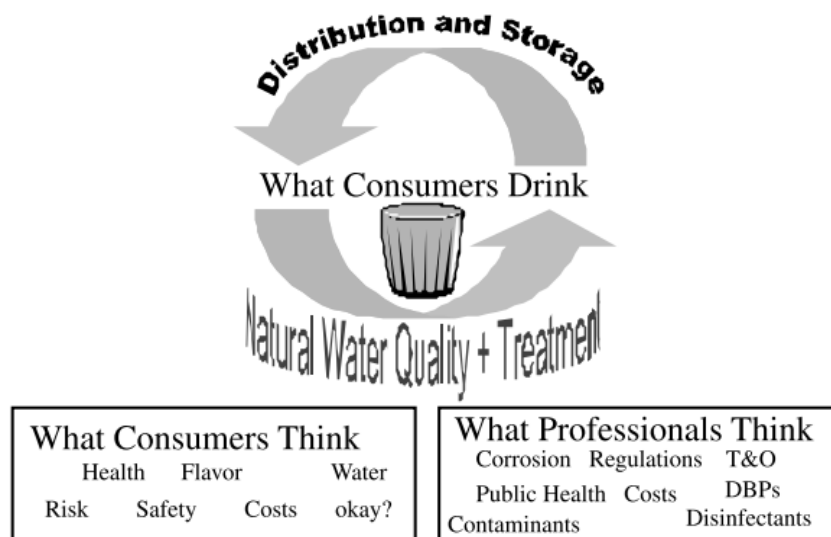 Distribution and Storage
What Consumers Drink
Natural Water Quality + Treatment
What Consumers Think
Health Flavor Water
Risk Safety Costs okay?
What Professionals Think
Corrosion Regulations T&O
Public Health Costs DBPs
Contaminants Disinfectants